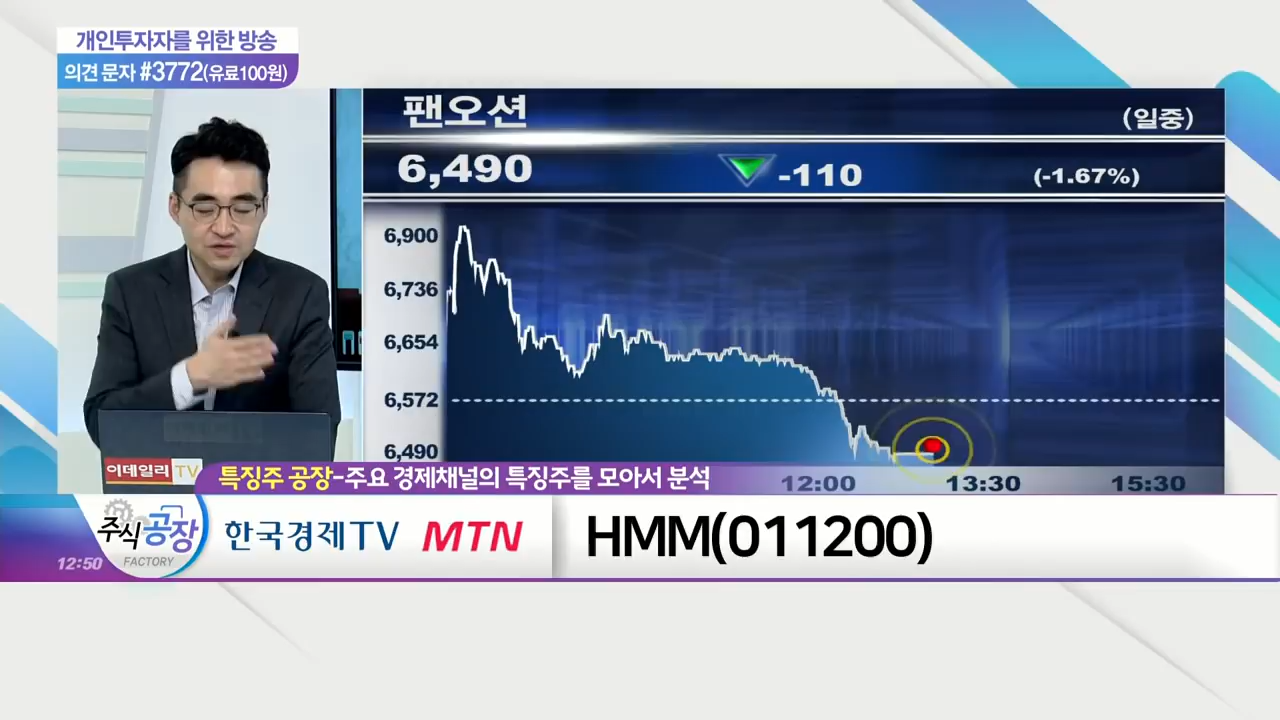 개인투자자를 위한 방송
의견 문자 #3772(유료100원)
팬오션
(일중)
6,490
-110
(-1.67%)
6,900
6,736
6,654
6,572
6,490
12:00
13:30
15:30
이데일리 TV
특징주 공장-주요 경제채널의 특징주를 모아서 분석
주식공장
FACTORY
12:50
한국경제TV
MTN
HMM(011200)